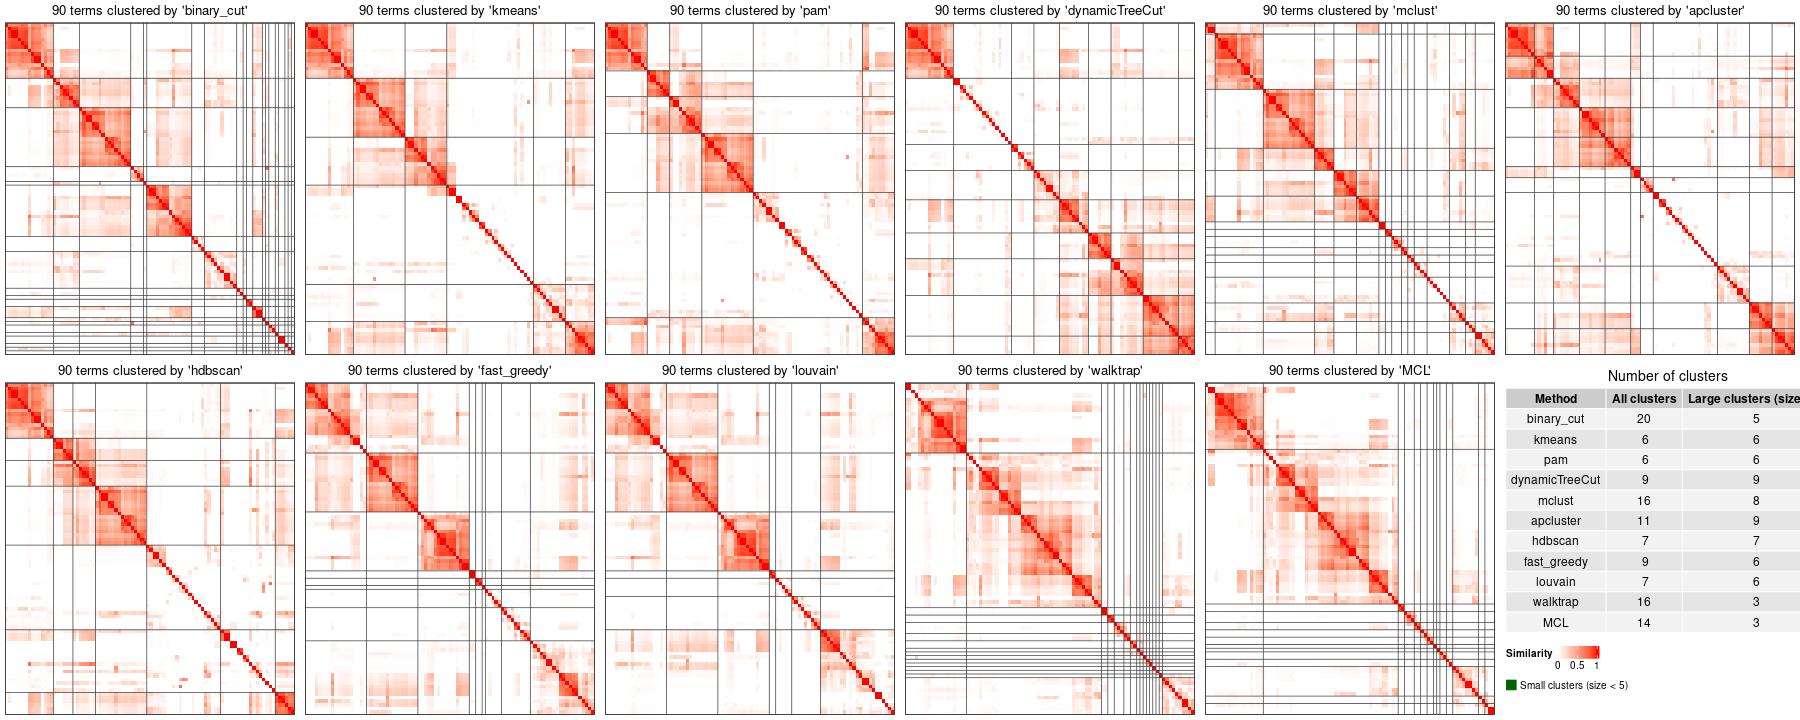 90 terms clustered by 'binary_cut'
90 terms clustered by 'kmeans'
90 terms clustered by 'pam'
90 terms clustered by 'dynamicTreeCut'
90 terms clustered by 'mclust'
90 terms clustered by 'apcluster'
90 terms clustered by 'hdbscan'
90 terms clustered by 'fast_greedy'
90 terms clustered by 'louvain'
90 terms clustered by 'walktrap'
90 terms clustered by 'MCL'
Number of clusters
Method All clusters Large clusters (size
binary_cut 20 5
kmeans 6 6
pam 6 6
dynamicTreeCut 9 9
mclust 16 8
apcluster 11 9
hdbscan 7 7
fast_greedy 9 6
louvain 7 6
walktrap 16 3
MCL 14 3
Similarity
0 0.5 1
Small clusters (size < 5)